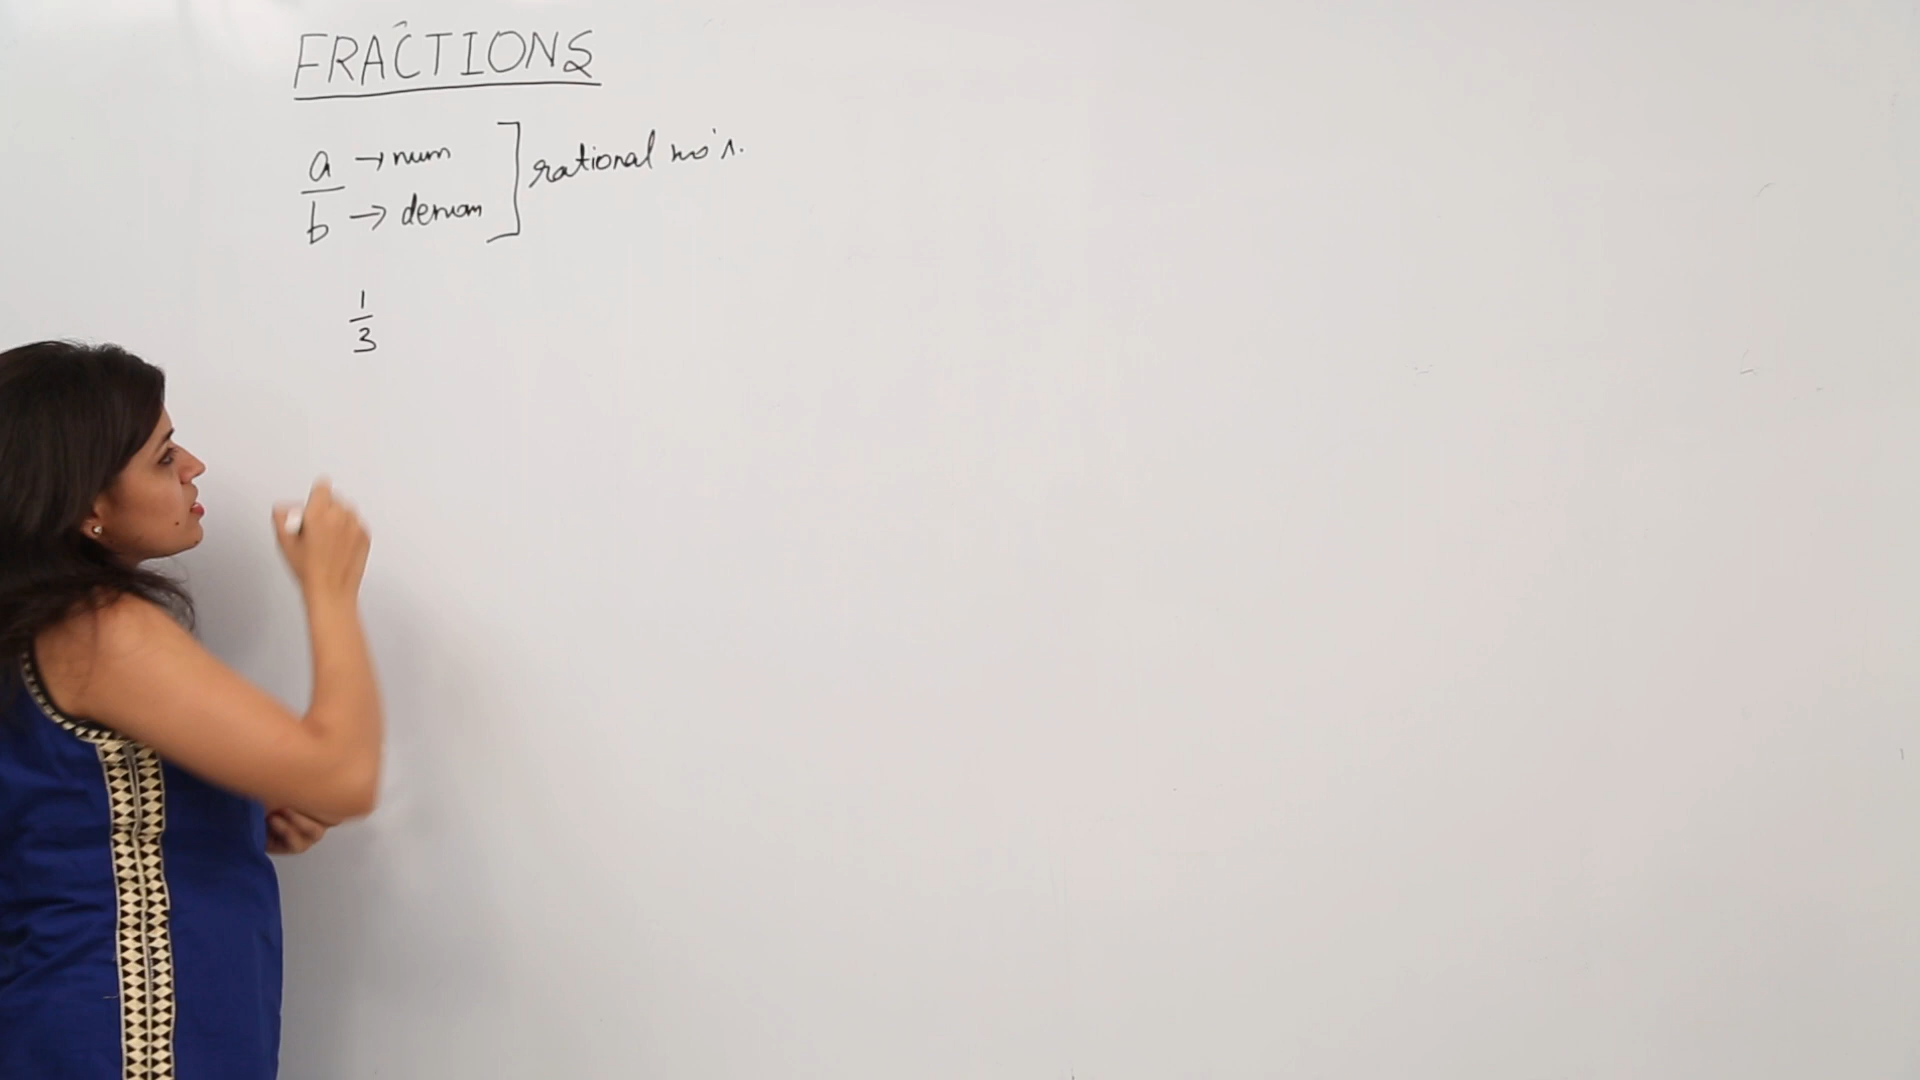 FRACTIONS
a → num ] rational no's.
b → denom
1
3